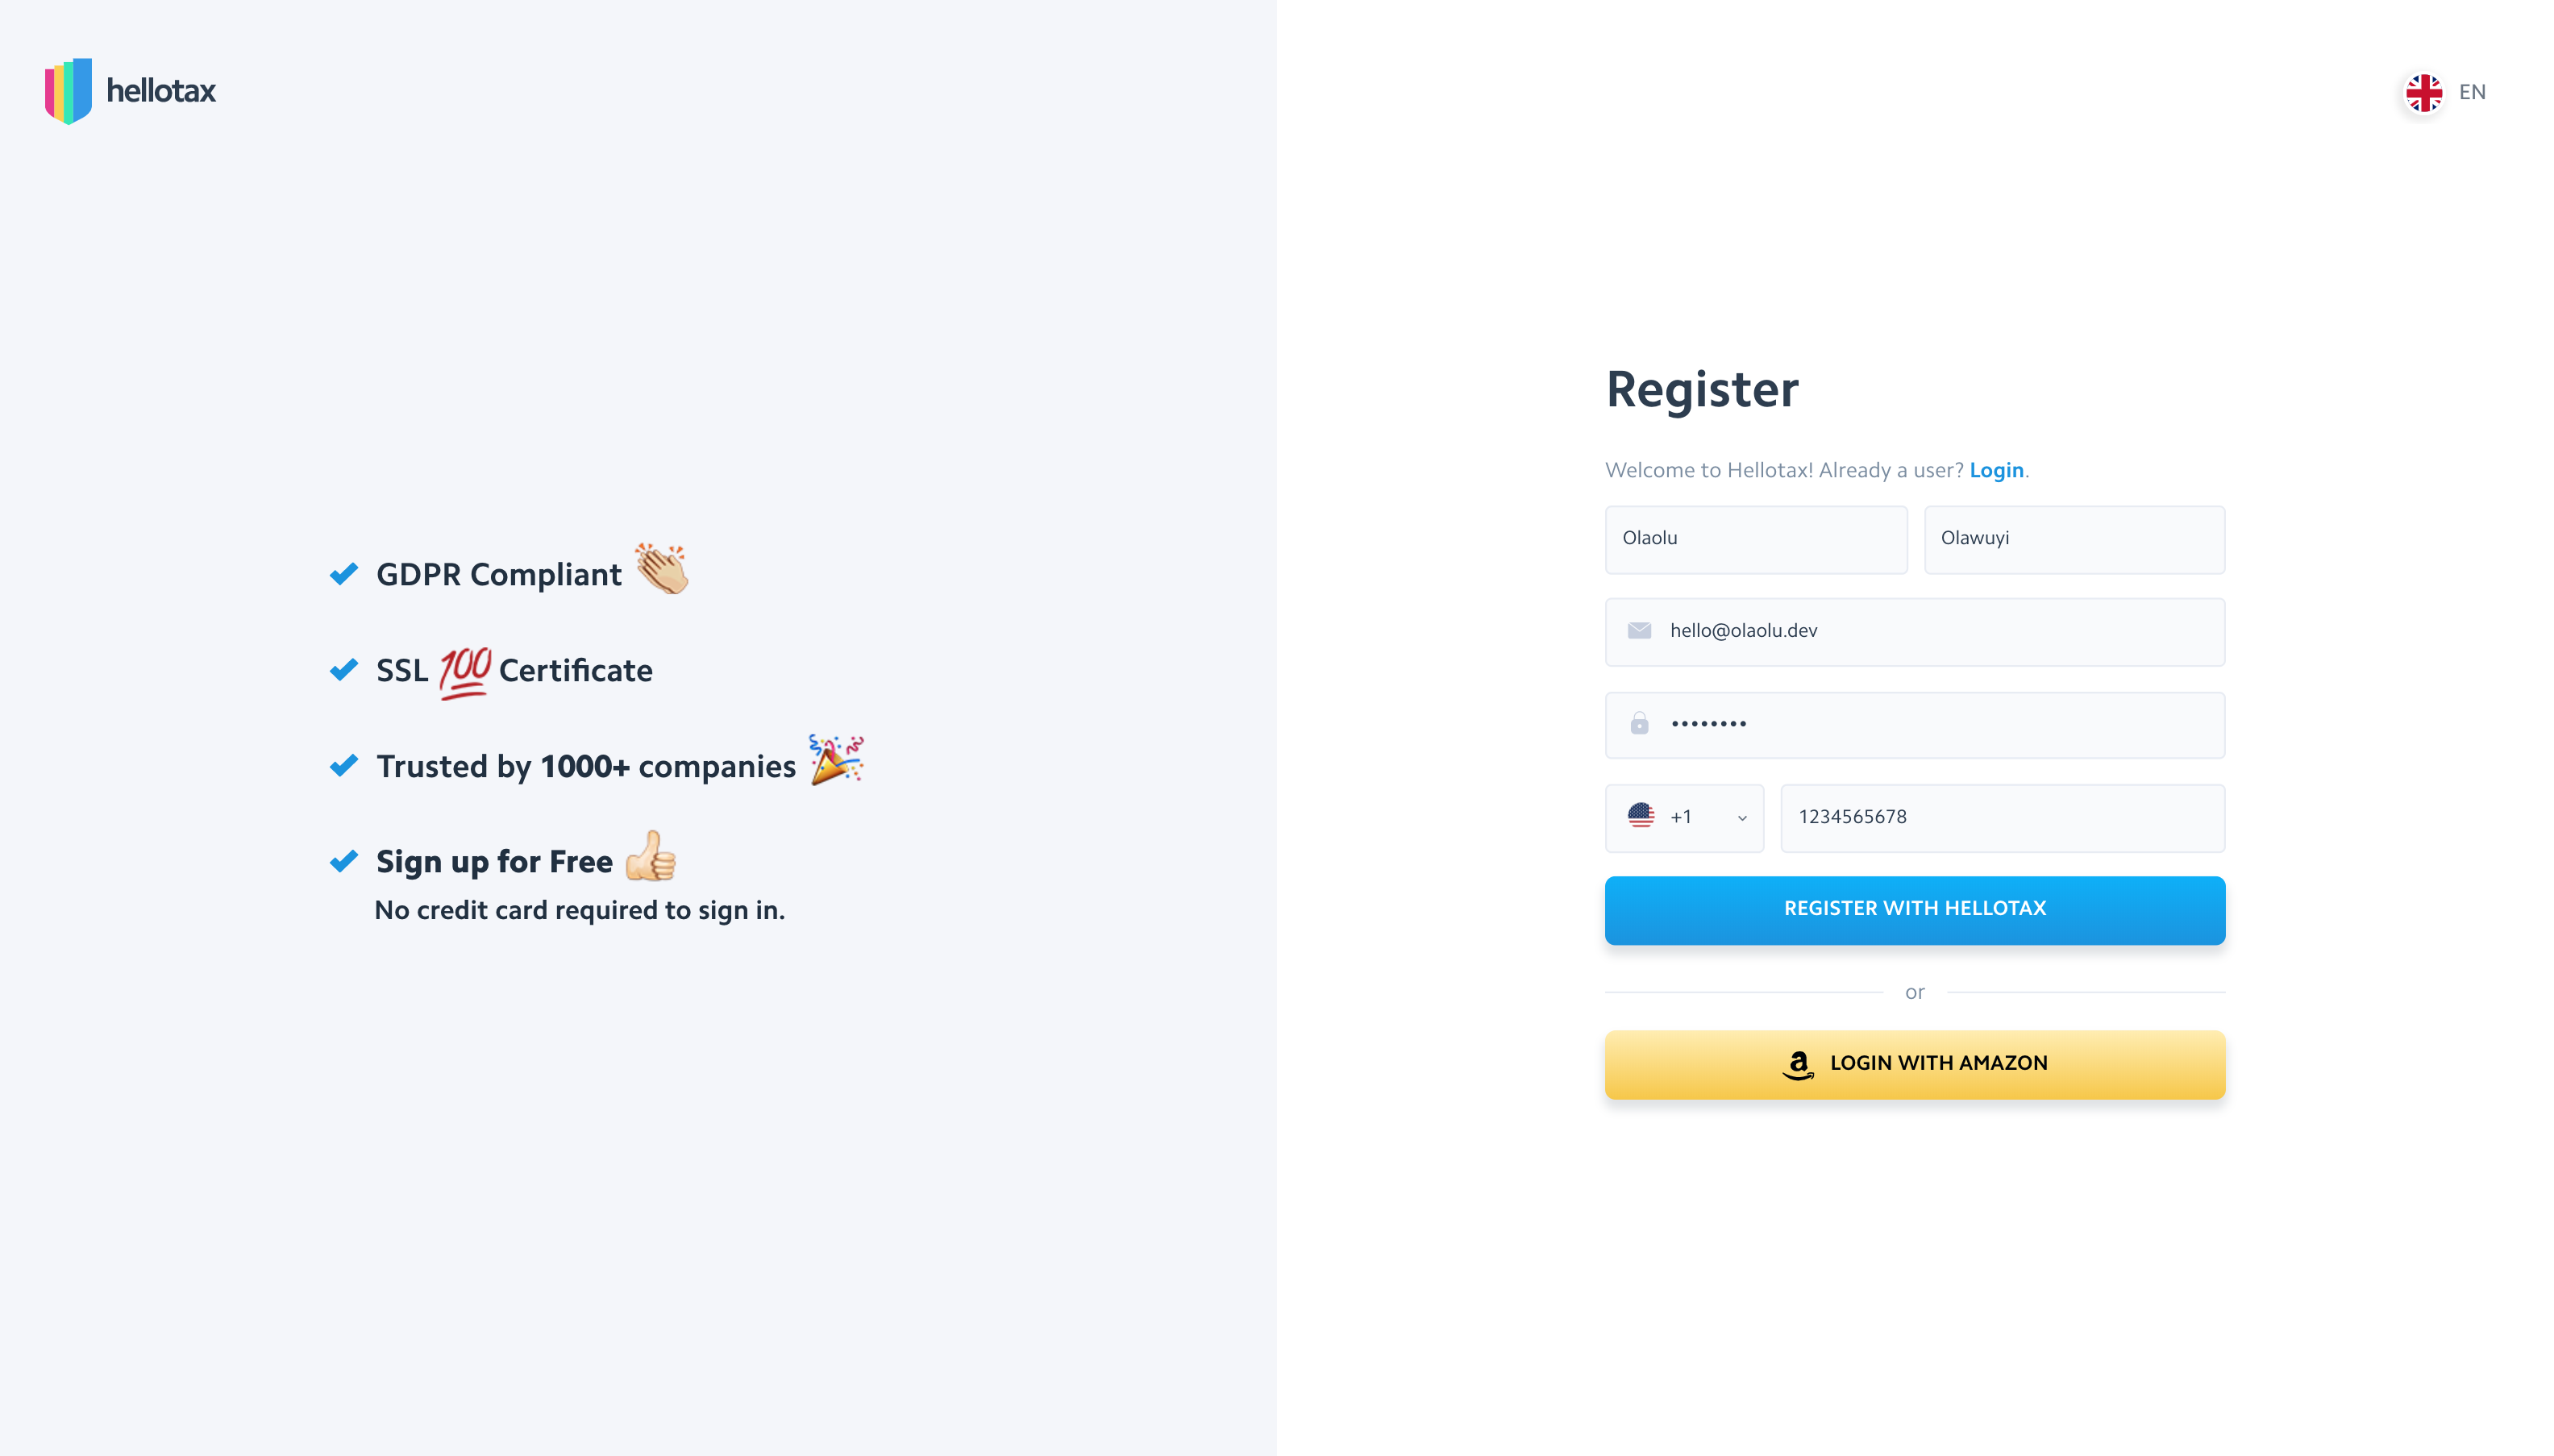 hellotax
EN
GDPR Compliant 👏🏻
SSL 💯 Certificate
Trusted by 1000+ companies 🎉
Sign up for Free 👍🏻
No credit card required to sign in.
Register
Welcome to Hellotax! Already a user? Login.
Olaolu
Olawuyi
hello@olaolu.dev
••••••••
+1
1234565678
REGISTER WITH HELLOTAX
or
LOGIN WITH AMAZON